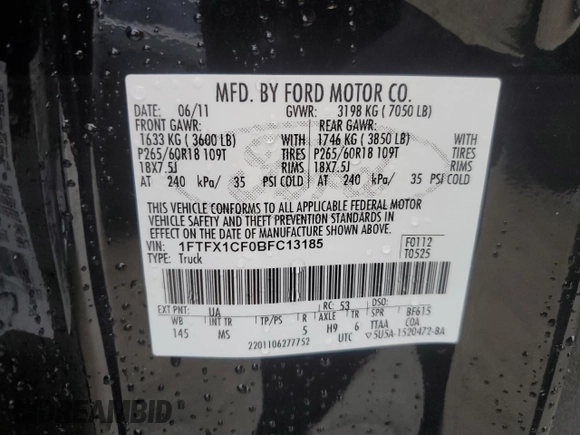 MFD. BY FORD MOTOR CO.
DATE: 06/11 GVWR: 3198 KG ( 7050 LB)
FRONT GAWR: REAR GAWR:
1633 KG ( 3600 LB) 1746 KG ( 3850 LB)
P265/60R18 109T TIRES P265/60R18 109T TIRES
18X7.5J RIMS 18X7.5J RIMS
AT 240 kPa/ 35 PSI COLD AT 240 kPa/ 35 PSI COLD
THIS VEHICLE CONFORMS TO ALL APPLICABLE FEDERAL MOTOR
VEHICLE SAFETY AND THEFT PREVENTION STANDARDS IN
EFFECT ON THE DATE OF MANUFACTURE SHOWN ABOVE.
VIN: 1FTFX1CF0BFC13185 F0112
TYPE: Truck T0525
EXT PNT: UA RC: 53 DSO:
WB INT TR TP/PS R AXLE TR SPR BF615
145 MS 5 H9 6 TTAA COA
2201106277752 UTC 5U5A-1520472-BA
DREAMBID